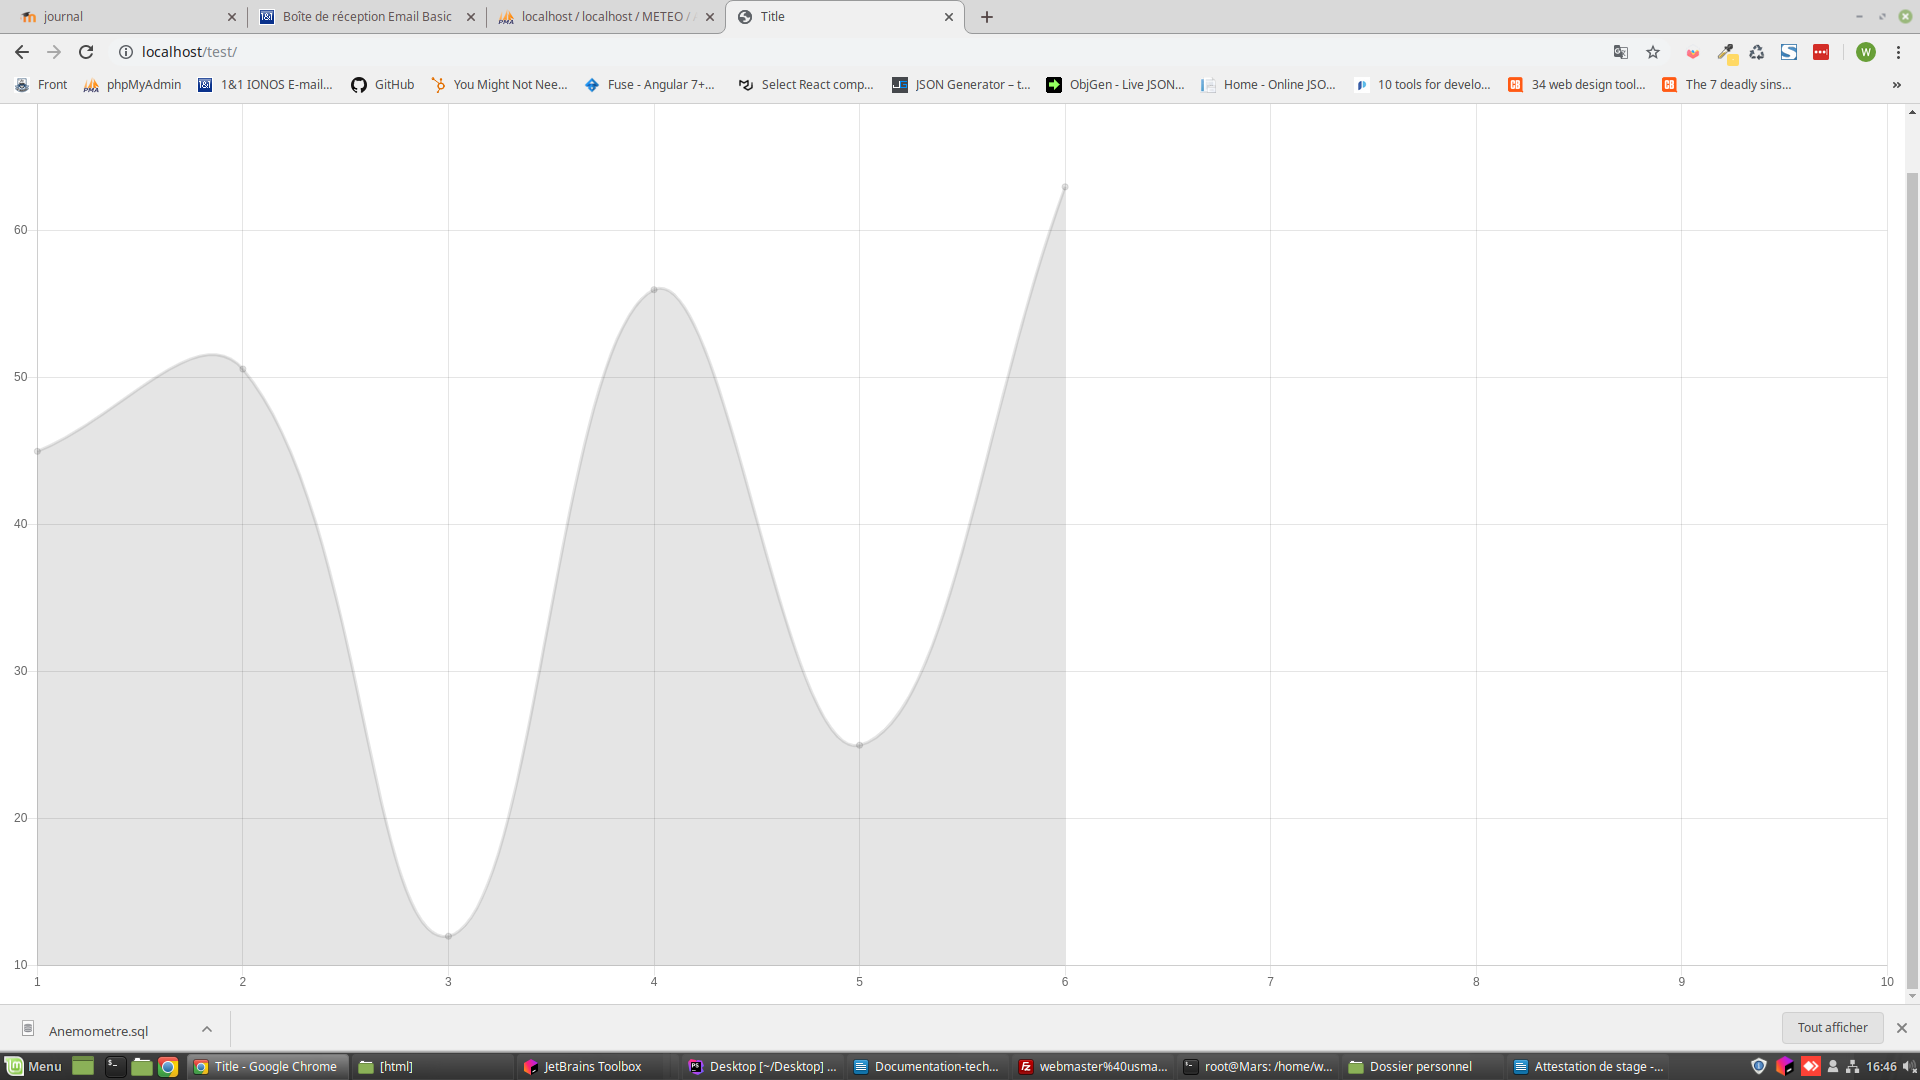 journal
Boîte de réception Email Basic
localhost / localhost / METEO /
Title
localhost/test/
W
Front
phpMyAdmin
1&1 IONOS E-mail...
GitHub
You Might Not Nee...
Fuse - Angular 7+...
Select React comp...
JSON Generator – t...
ObjGen - Live JSON...
Home - Online JSO...
10 tools for develo...
34 web design tool...
The 7 deadly sins...
60
50
40
30
20
10
1 2 3 4 5 6 7 8 9 10
Anemometre.sql
Tout afficher
Menu
Title - Google Chrome
[html]
JetBrains Toolbox
Desktop [~/Desktop] ...
Documentation-tech...
webmaster%40usma...
root@Mars: /home/w...
Dossier personnel
Attestation de stage -...
16:46